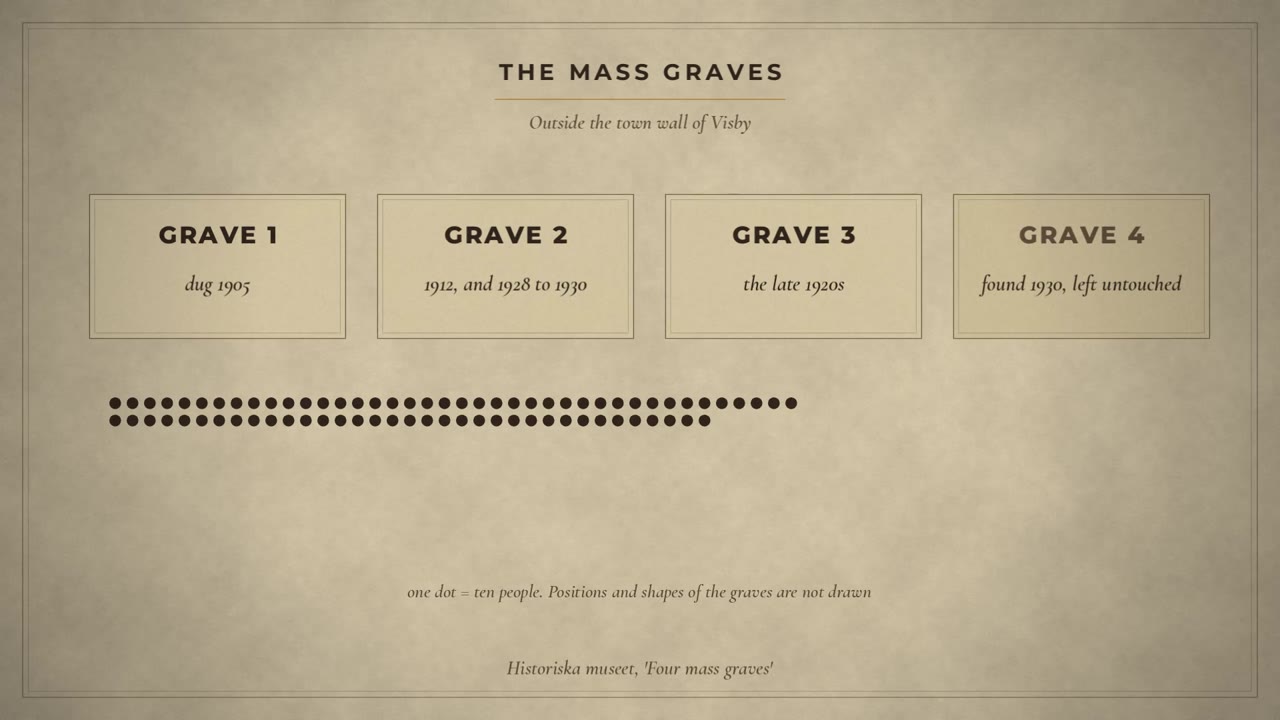 THE MASS GRAVES
Outside the town wall of Visby
GRAVE 1
dug 1905
GRAVE 2
1912, and 1928 to 1930
GRAVE 3
the late 1920s
GRAVE 4
found 1930, left untouched
one dot = ten people. Positions and shapes of the graves are not drawn
Historiska museet, 'Four mass graves'